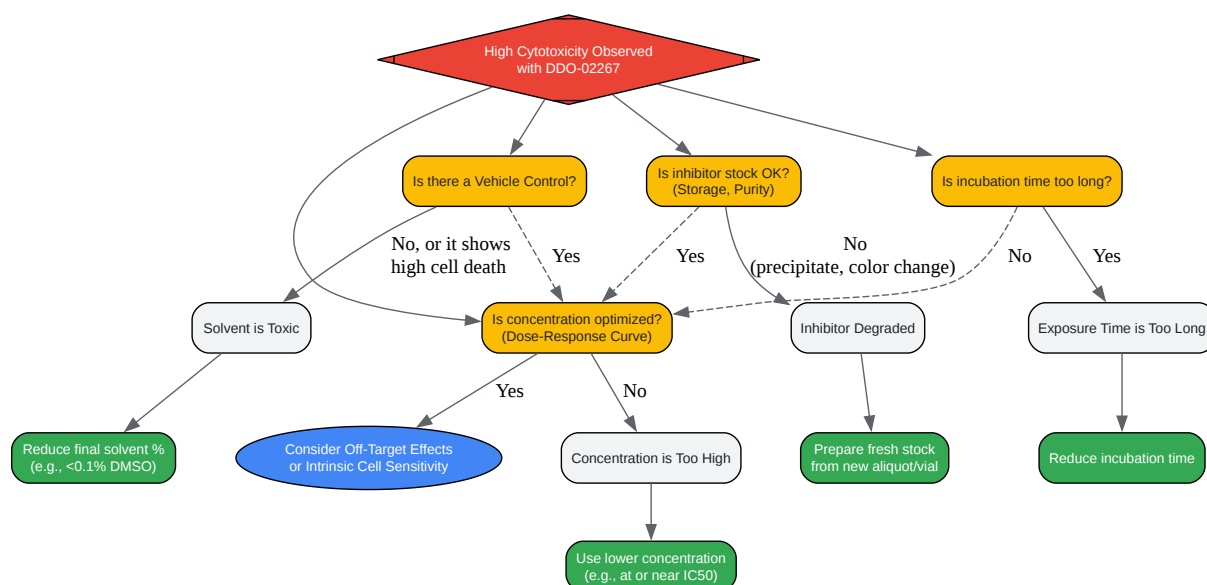 High Cytotoxicity Observed
with DDO-02267
Is there a Vehicle Control?
Is inhibitor stock OK?
(Storage, Purity)
Is incubation time too long?
No, or it shows
high cell death
Yes
Yes
No
(precipitate, color change)
No
Yes
Solvent is Toxic
Is concentration optimized?
(Dose-Response Curve)
Inhibitor Degraded
Exposure Time is Too Long
Yes
No
Reduce final solvent %
(e.g., <0.1% DMSO)
Consider Off-Target Effects
or Intrinsic Cell Sensitivity
Concentration is Too High
Prepare fresh stock
from new aliquot/vial
Reduce incubation time
Use lower concentration
(e.g., at or near IC50)